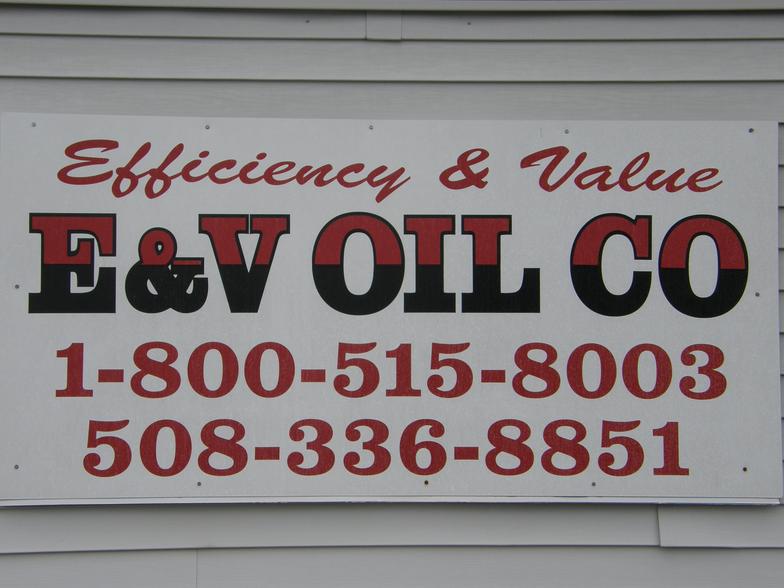 Efficiency & Value
E&V OIL CO
1-800-515-8003
508-336-8851